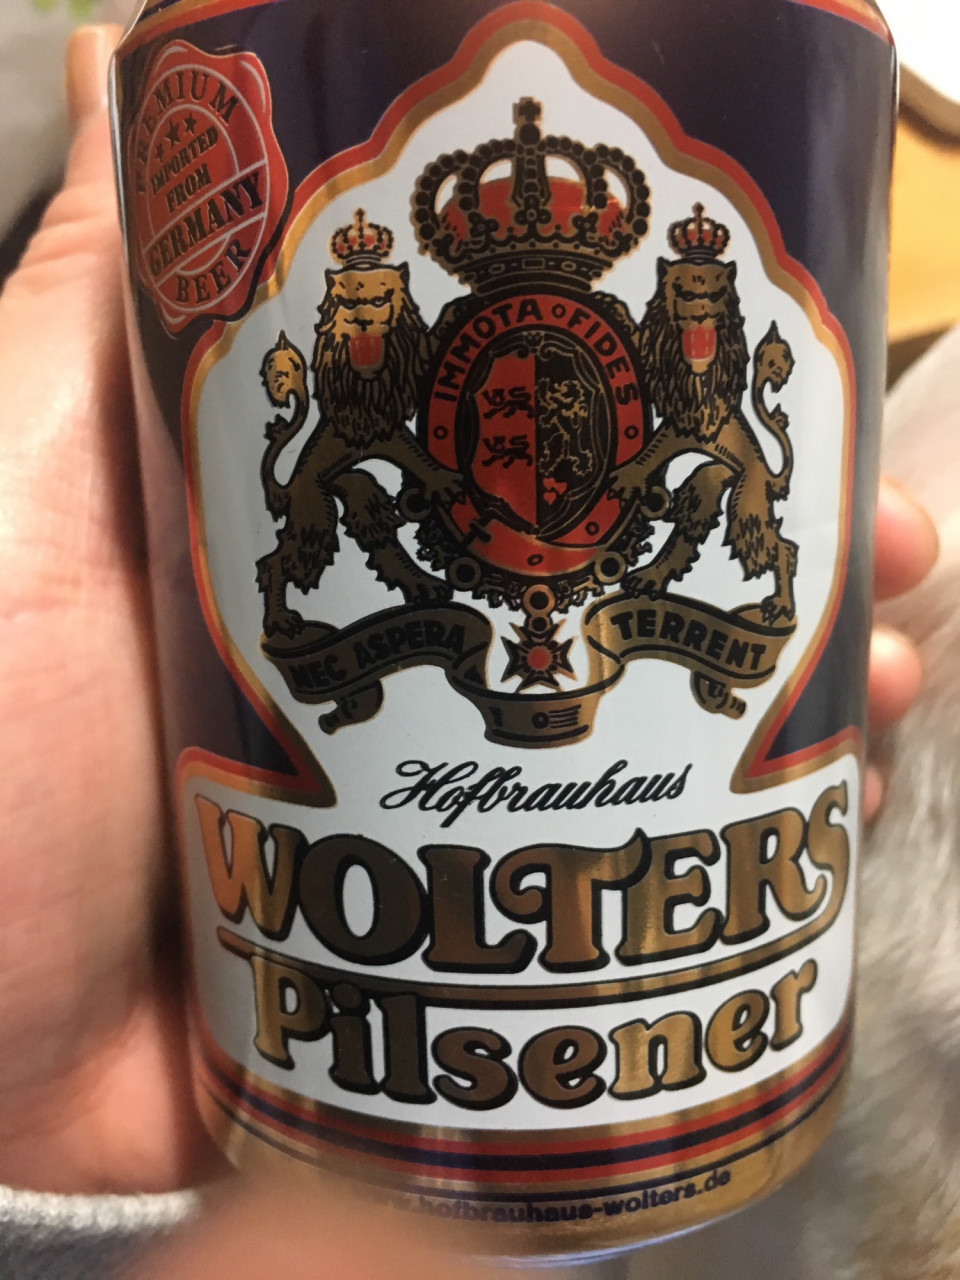 PREMIUM
IMPORTED
FROM
GERMANY
BEER
IMMOTA FIDES
NEC ASPERA TERRENT
Hofbrauhaus
WOLTERS
Pilsener
hofbrauhaus-wolters.de